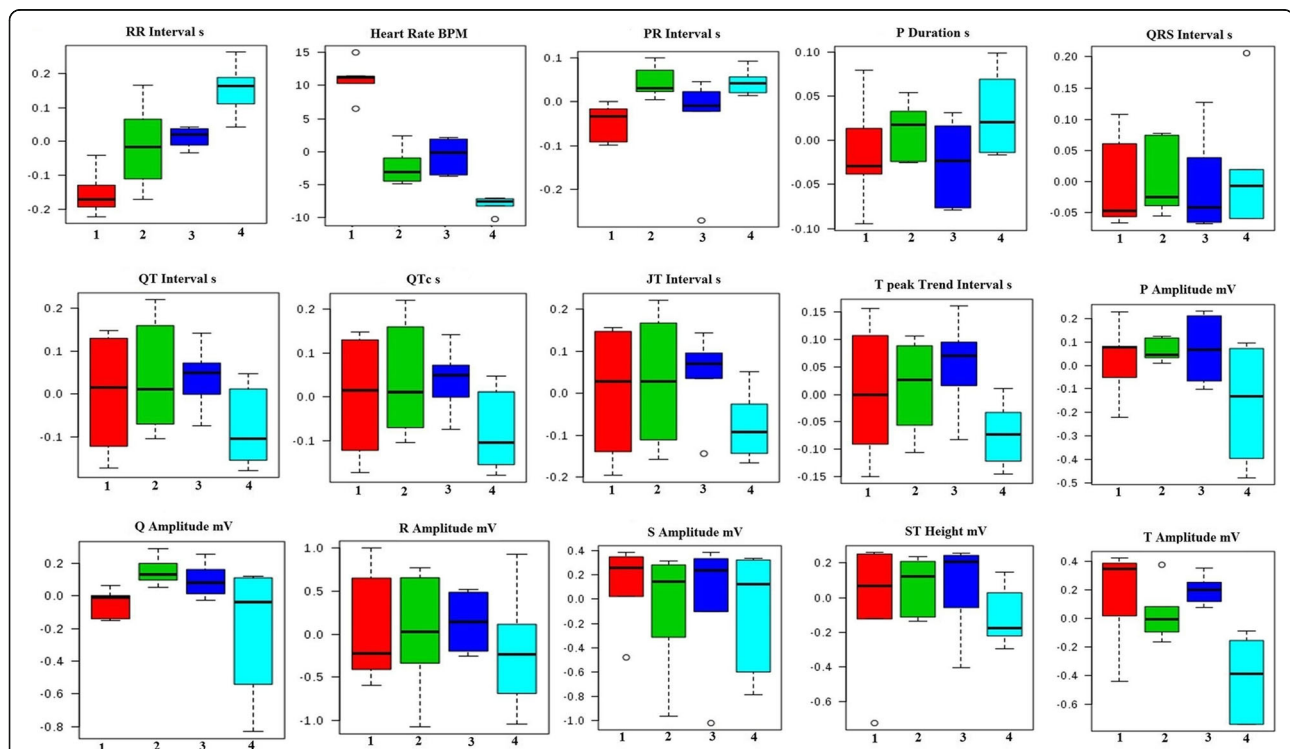 RR Interval s
0.2
0.1
0.0
-0.1
-0.2
1 2 3 4
Heart Rate BPM
15
10
5
0
-5
-10
1 2 3 4
PR Interval s
0.1
0.0
-0.1
-0.2
1 2 3 4
P Duration s
0.10
0.05
0.00
-0.05
-0.10
1 2 3 4
QRS Interval s
0.20
0.15
0.10
0.05
0.00
-0.05
1 2 3 4
QT Interval s
0.2
0.1
0.0
-0.1
1 2 3 4
QTc s
0.2
0.1
0.0
-0.1
1 2 3 4
JT Interval s
0.2
0.1
0.0
-0.1
-0.2
1 2 3 4
T peak Trend Interval s
0.15
0.10
0.05
0.00
-0.05
-0.10
-0.15
1 2 3 4
P Amplitude mV
0.2
0.1
0.0
-0.1
-0.2
-0.3
-0.4
-0.5
1 2 3 4
Q Amplitude mV
0.2
0.0
-0.2
-0.4
-0.6
-0.8
1 2 3 4
R Amplitude mV
1.0
0.5
0.0
-0.5
-1.0
1 2 3 4
S Amplitude mV
0.4
0.2
0.0
-0.2
-0.4
0.6
-1.0
1 2 3 4
ST Height mV
0.2
0.0
-0.2
-0.4
-0.6
1 2 3 4
T Amplitude mV
0.4
0.2
0.0
-0.2
-0.4
-0.6
1 2 3 4